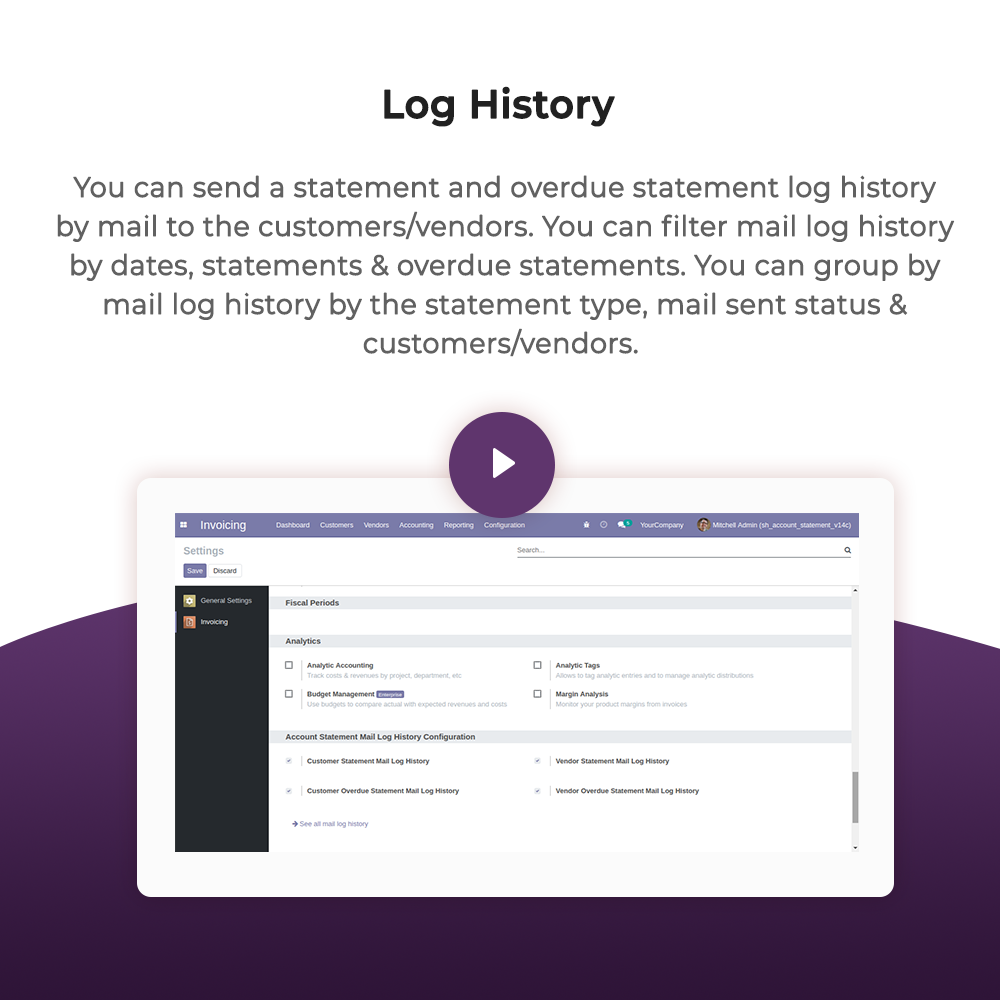 Log History
You can send a statement and overdue statement log history
by mail to the customers/vendors. You can filter mail log history
by dates, statements & overdue statements. You can group by
mail log history by the statement type, mail sent status &
customers/vendors.
Invoicing Dashboard Customers Vendors Accounting Reporting Configuration YourCompany Mitchell Admin (sh_account_statement_v14c)
Settings Search...
Save Discard
General Settings
Invoicing
Fiscal Periods
Analytics
Analytic Accounting Analytic Tags
Track costs & revenues by project, department, etc Allows to tag analytic entries and to manage analytic distributions
Budget Management Enterprise Margin Analysis
Use budgets to compare actual with expected revenues and costs Monitor your product margins from invoices
Account Statement Mail Log History Configuration
Customer Statement Mail Log History Vendor Statement Mail Log History
Customer Overdue Statement Mail Log History Vendor Overdue Statement Mail Log History
See all mail log history